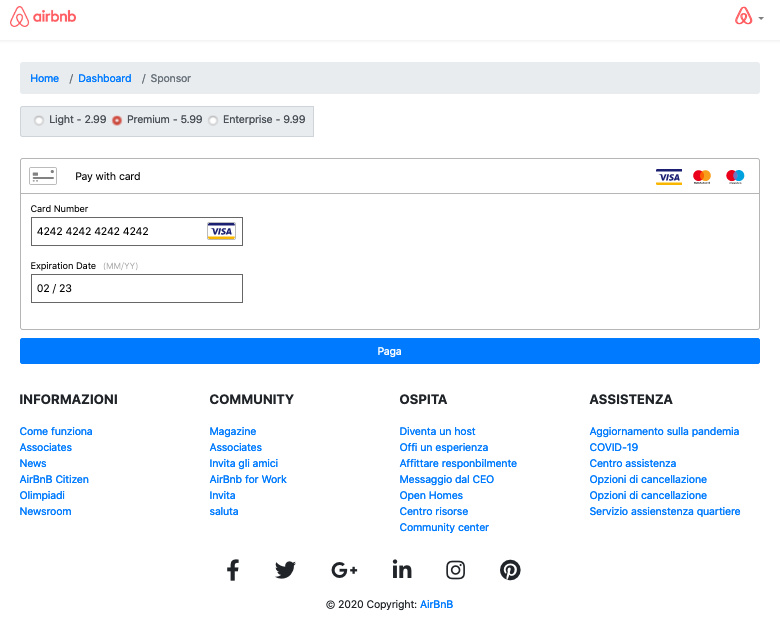 airbnb
Home / Dashboard / Sponsor
Light - 2.99 Premium - 5.99 Enterprise - 9.99
Pay with card VISA
Card Number
4242 4242 4242 4242 VISA
Expiration Date (MM/YY)
02 / 23
Paga
INFORMAZIONI
Come funziona
Associates
News
AirBnB Citizen
Olimpiadi
Newsroom
COMMUNITY
Magazine
Associates
Invita gli amici
AirBnb for Work
Invita
saluta
OSPITA
Diventa un host
Offi un esperienza
Affittare responbilmente
Messaggio dal CEO
Open Homes
Centro risorse
Community center
ASSISTENZA
Aggiornamento sulla pandemia
COVID-19
Centro assistenza
Opzioni di cancellazione
Opzioni di cancellazione
Servizio assienstenza quartiere
© 2020 Copyright: AirBnB